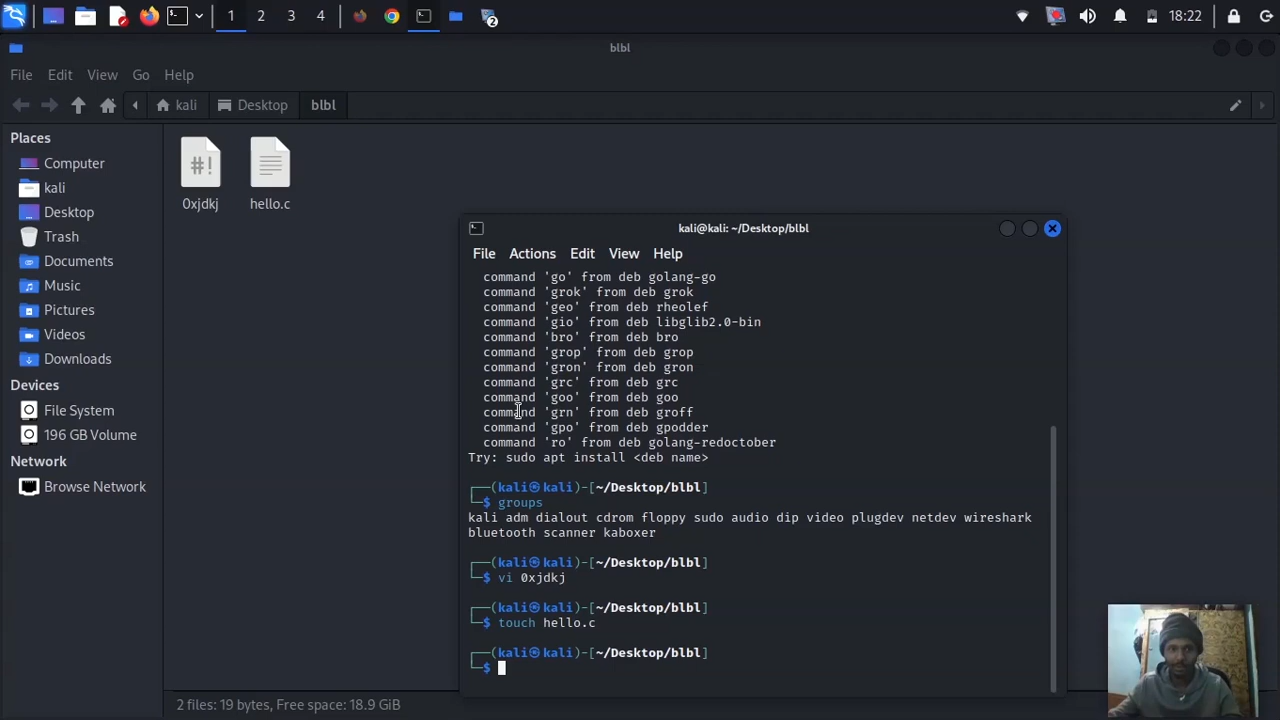 1 2 3 4
2
18:22
blbl
File Edit View Go Help
kali Desktop blbl
Places
Computer
kali
Desktop
Trash
Documents
Music
Pictures
Videos
Downloads
Devices
File System
196 GB Volume
Network
Browse Network
#!
0xjdkj
hello.c
kali@kali: ~/Desktop/blbl
File Actions Edit View Help
command 'go' from deb golang-go
command 'grok' from deb grok
command 'geo' from deb rheolef
command 'gio' from deb libglib2.0-bin
command 'bro' from deb bro
command 'grop' from deb grop
command 'gron' from deb gron
command 'grc' from deb grc
command 'goo' from deb goo
command 'grn' from deb groff
command 'gpo' from deb gpodder
command 'ro' from deb golang-redoctober
Try: sudo apt install <deb name>
┌──(kali㉿kali)-[~/Desktop/blbl]
└─$ groups
kali adm dialout cdrom floppy sudo audio dip video plugdev netdev wireshark
bluetooth scanner kaboxer
┌──(kali㉿kali)-[~/Desktop/blbl]
└─$ vi 0xjdkj
┌──(kali㉿kali)-[~/Desktop/blbl]
└─$ touch hello.c
┌──(kali㉿kali)-[~/Desktop/blbl]
└─$
2 files: 19 bytes, Free space: 18.9 GiB